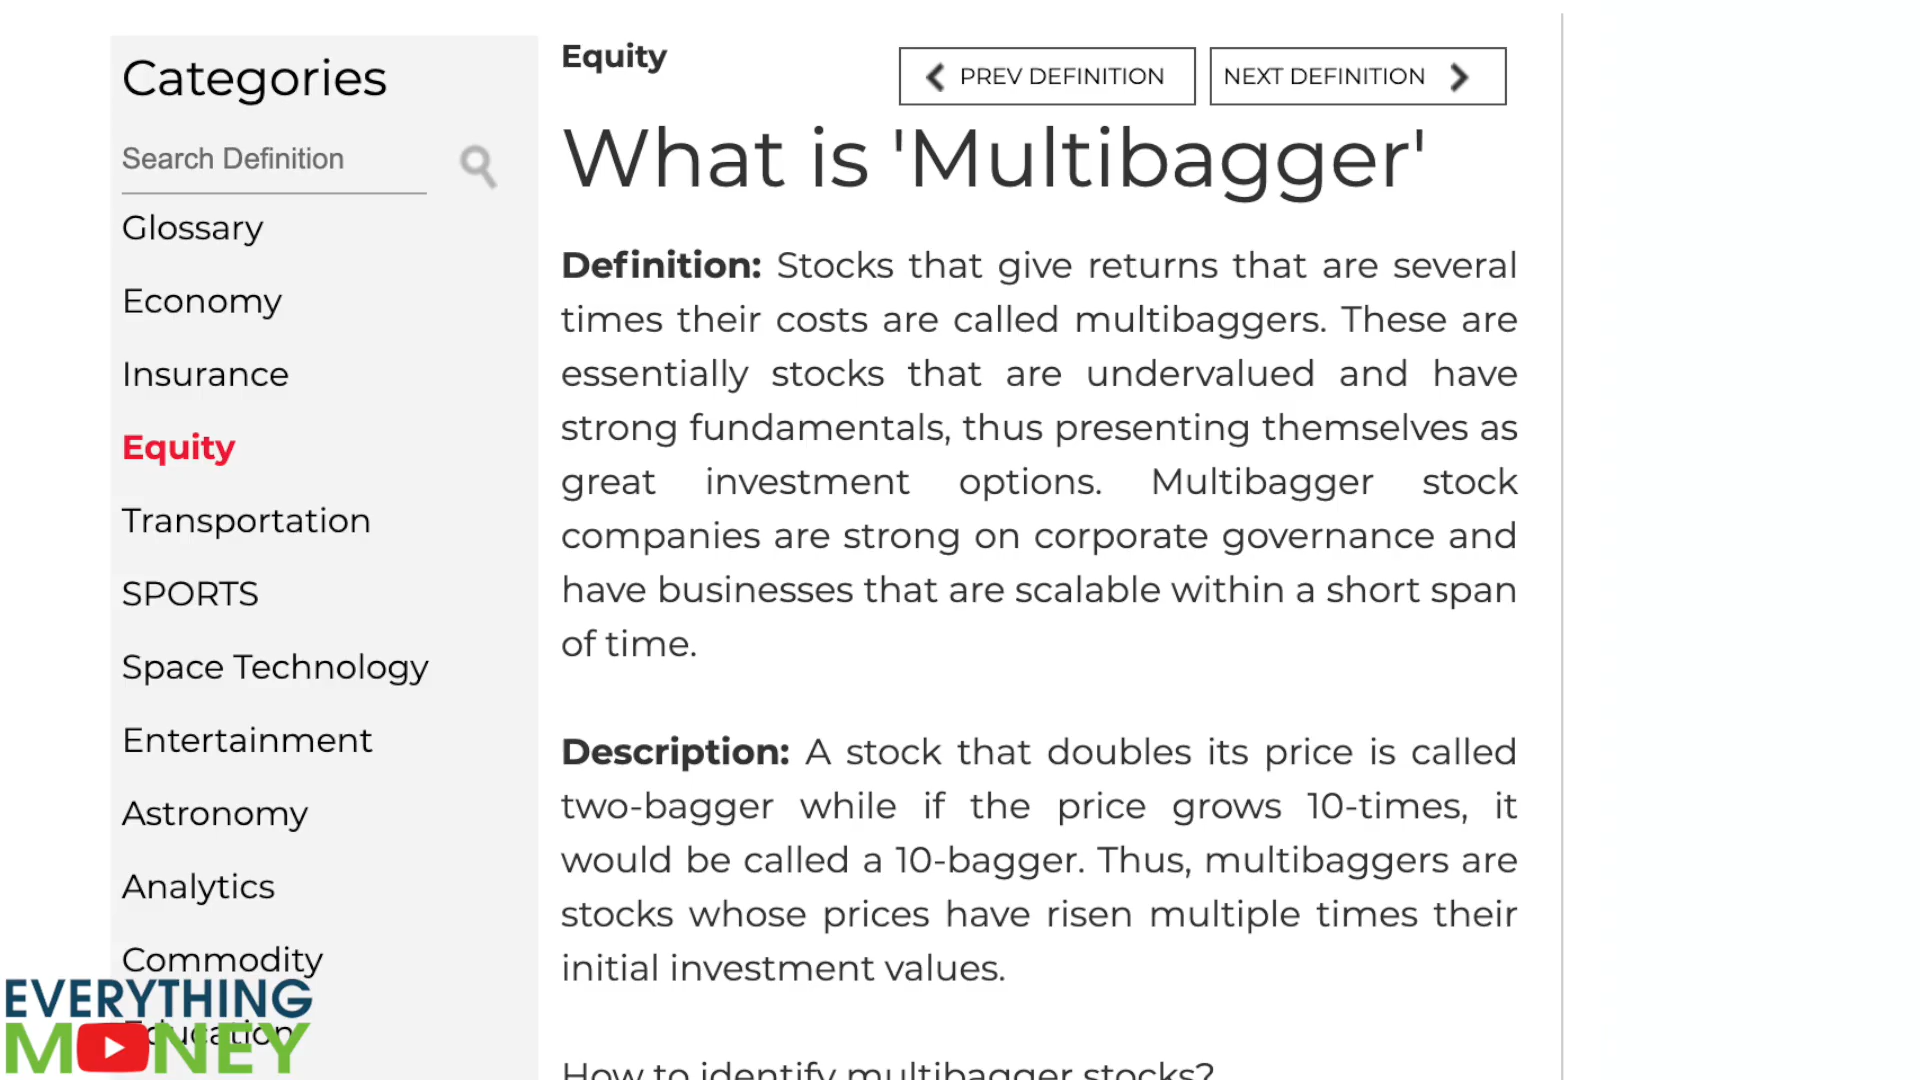 Categories
Search Definition
Glossary
Economy
Insurance
Equity
Transportation
SPORTS
Space Technology
Entertainment
Astronomy
Analytics
Commodity
Education
EVERYTHING
MONEY
Equity
PREV DEFINITION
NEXT DEFINITION
What is 'Multibagger'
Definition: Stocks that give returns that are several
times their costs are called multibaggers. These are
essentially stocks that are undervalued and have
strong fundamentals, thus presenting themselves as
great investment options. Multibagger stock
companies are strong on corporate governance and
have businesses that are scalable within a short span
of time.
Description: A stock that doubles its price is called
two-bagger while if the price grows 10-times, it
would be called a 10-bagger. Thus, multibaggers are
stocks whose prices have risen multiple times their
initial investment values.
How to identify multibagger stocks?